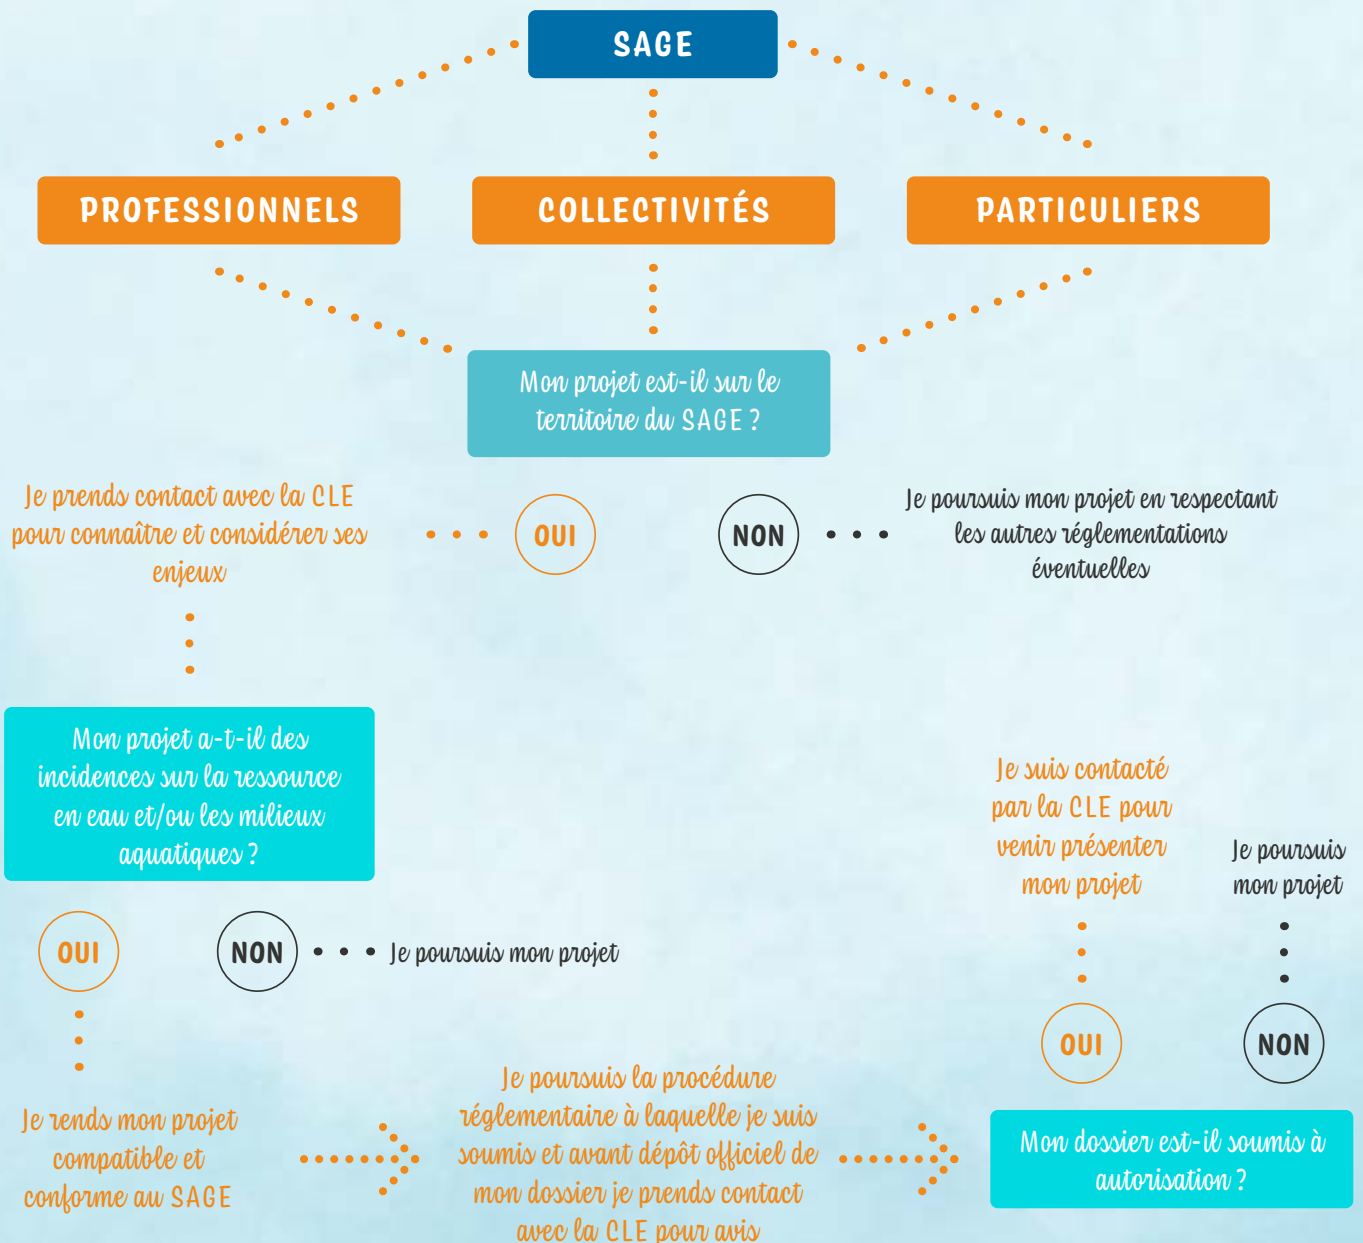 SAGE
PROFESSIONNELS
COLLECTIVITÉS
PARTICULIERS
Mon projet est-il sur le
territoire du SAGE ?
Je prends contact avec la CLE
pour connaître et considérer ses
enjeux
OUI
NON
Je poursuis mon projet en respectant
les autres réglementations
éventuelles
Mon projet a-t-il des
incidences sur la ressource
en eau et/ou les milieux
aquatiques ?
OUI
NON
Je poursuis mon projet
Je rends mon projet
compatible et
conforme au SAGE
Je poursuis la procédure
réglementaire à laquelle je suis
soumis et avant dépôt officiel de
mon dossier je prends contact
avec la CLE pour avis
Mon dossier est-il soumis à
autorisation ?
OUI
Je suis contacté
par la CLE pour
venir présenter
mon projet
NON
Je poursuis
mon projet